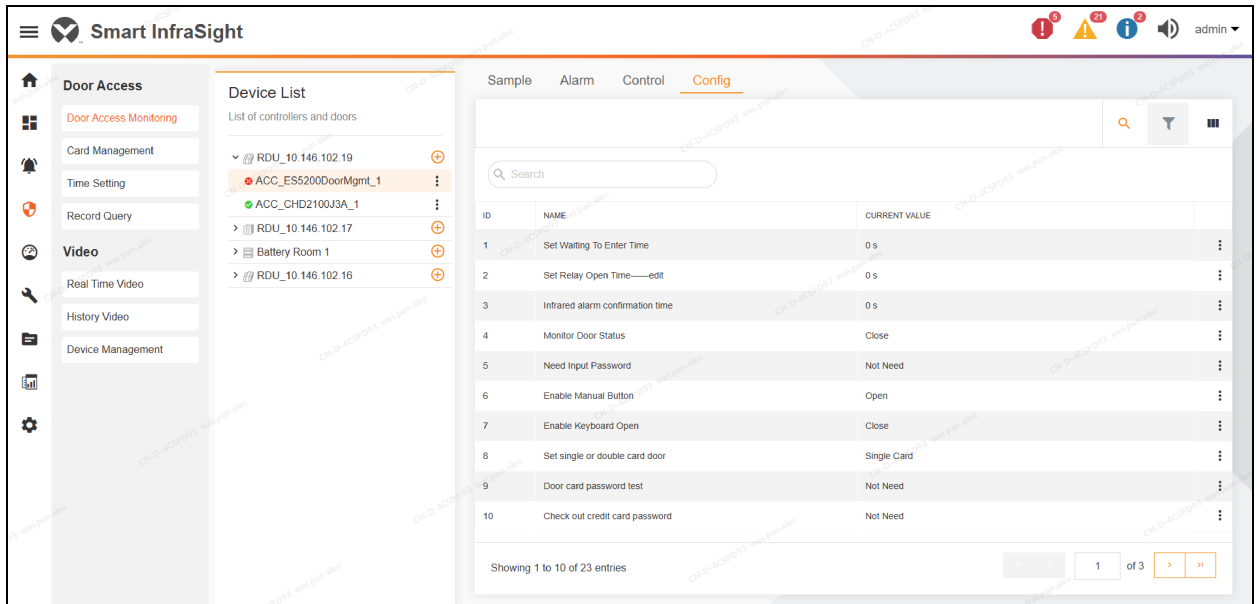 Smart InfraSight
5
21
2
admin
Door Access
Door Access Monitoring
Card Management
Time Setting
Record Query
Video
Real Time Video
History Video
Device Management
Device List
List of controllers and doors
RDU_10.146.102.19
ACC_ES5200DoorMgmt_1
ACC_CHD2100J3A_1
RDU_10.146.102.17
Battery Room 1
RDU_10.146.102.16
Sample Alarm Control Config
Search
ID NAME CURRENT VALUE
1 Set Waiting To Enter Time 0 s
2 Set Relay Open Time——edit 0 s
3 Infrared alarm confirmation time 0 s
4 Monitor Door Status Close
5 Need Input Password Not Need
6 Enable Manual Button Open
7 Enable Keyboard Open Close
8 Set single or double card door Single Card
9 Door card password test Not Need
10 Check out credit card password Not Need
Showing 1 to 10 of 23 entries
1 of 3
CN-D-4CSPD93 wei.pan.alec